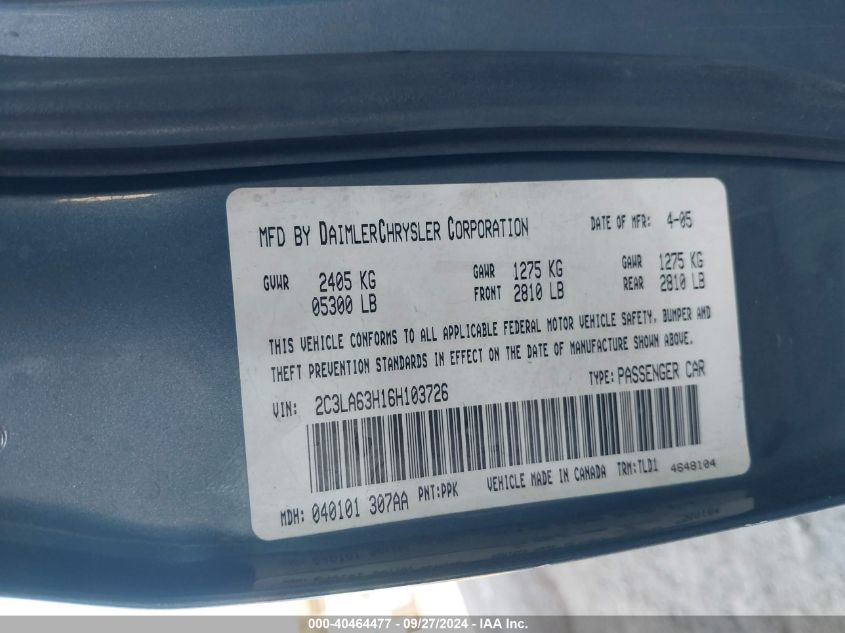 MFD BY DAIMLERCHRYSLER CORPORATION DATE OF MFR: 4-05
GVWR 2405 KG GAWR 1275 KG GAWR 1275 KG
05300 LB FRONT 2810 LB REAR 2810 LB
THIS VEHICLE CONFORMS TO ALL APPLICABLE FEDERAL MOTOR VEHICLE SAFETY, BUMPER AND
THEFT PREVENTION STANDARDS IN EFFECT ON THE DATE OF MANUFACTURE SHOWN ABOVE.
VIN: 2C3LA63H16H103726 TYPE: PASSENGER CAR
MDH: 040101 307AA PNT:PPK VEHICLE MADE IN CANADA TRM:TLD1 4648104
000-40464477 - 09/27/2024 - IAA Inc.